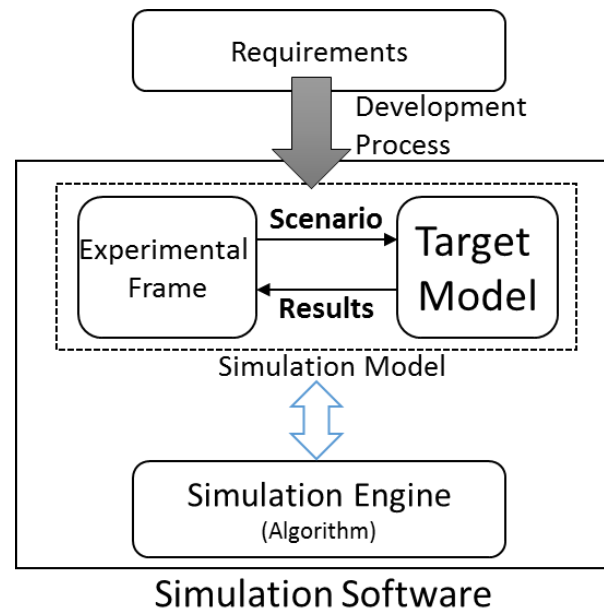 Requirements
Development
Process
Scenario
Experimental
Frame
Target
Model
Results
Simulation Model
Simulation Engine
(Algorithm)
Simulation Software